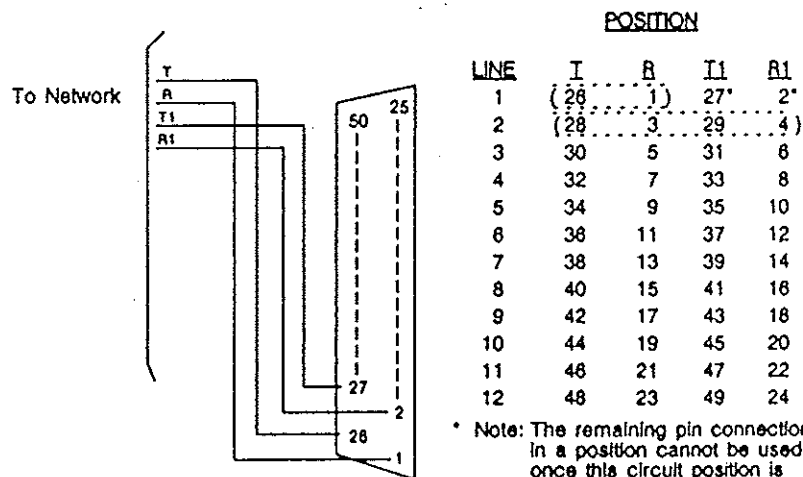 POSITION
LINE T R T1 R1
1 (26 1) 27* 2*
2 (28 3 29 4)
3 30 5 31 6
4 32 7 33 8
5 34 9 35 10
6 36 11 37 12
7 38 13 39 14
8 40 15 41 16
9 42 17 43 18
10 44 19 45 20
11 46 21 47 22
12 48 23 49 24
* Note: The remaining pin connection
in a position cannot be used
once this circuit position is
To Network
T
R
T1
R1
50 25
27
2
26
1